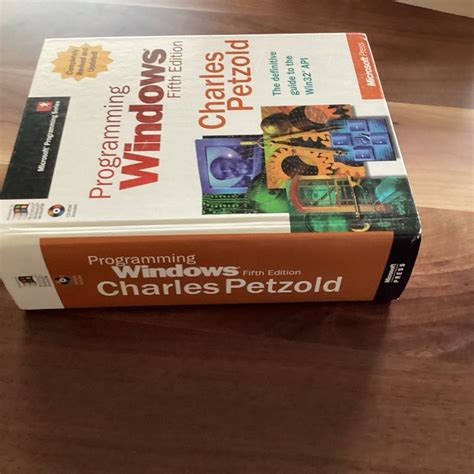 Microsoft Programming Series
Programming
Windows®
Fifth Edition
Charles
Petzold
The definitive
guide to the
Win32® API
Microsoft Press
Programming
Windows Fifth Edition
Charles Petzold
Microsoft
PRESS